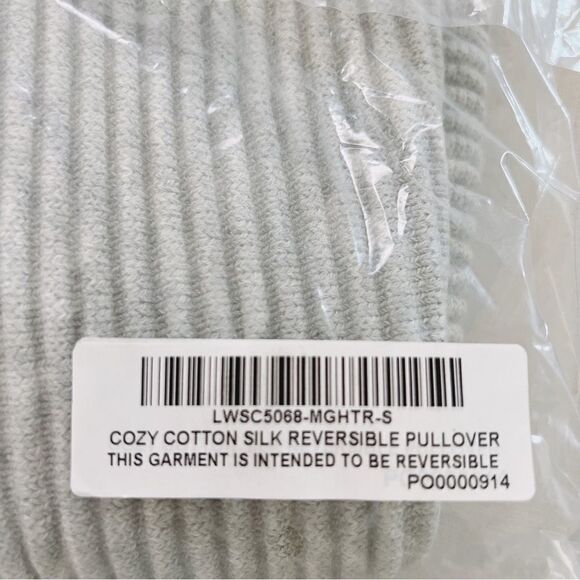 LWSC5068-MGHTR-S
COZY COTTON SILK REVERSIBLE PULLOVER
THIS GARMENT IS INTENDED TO BE REVERSIBLE
PO0000914